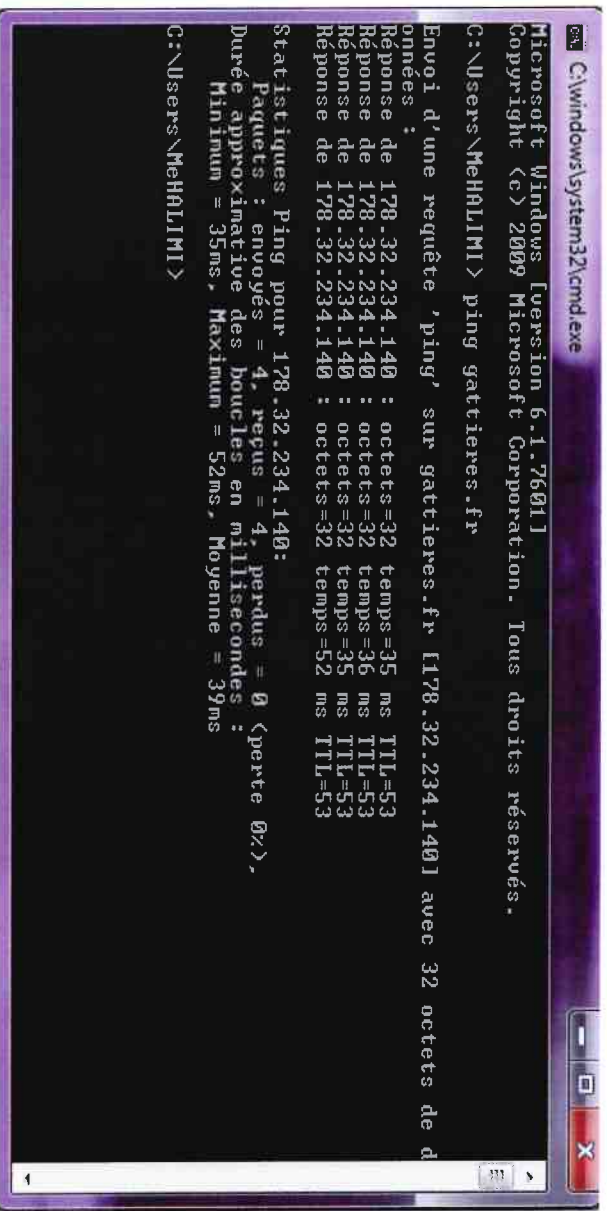 C:\windows\system32\cmd.exe
Microsoft Windows [version 6.1.7601]
Copyright (c) 2009 Microsoft Corporation. Tous droits réservés.
C:\Users\MeHALIMI> ping gattieres.fr
Envoi d'une requête 'ping' sur gattieres.fr [178.32.234.140] avec 32 octets de d
onnées :
Réponse de 178.32.234.140 : octets=32 temps=35 ms TTL=53
Réponse de 178.32.234.140 : octets=32 temps=36 ms TTL=53
Réponse de 178.32.234.140 : octets=32 temps=35 ms TTL=53
Réponse de 178.32.234.140 : octets=32 temps=52 ms TTL=53
Statistiques Ping pour 178.32.234.140:
Paquets : envoyés = 4, reçus = 4, perdus = 0 (perte 0%),
Durée approximative des boucles en millisecondes :
Minimum = 35ms, Maximum = 52ms, Moyenne = 39ms
C:\Users\MeHALIMI>